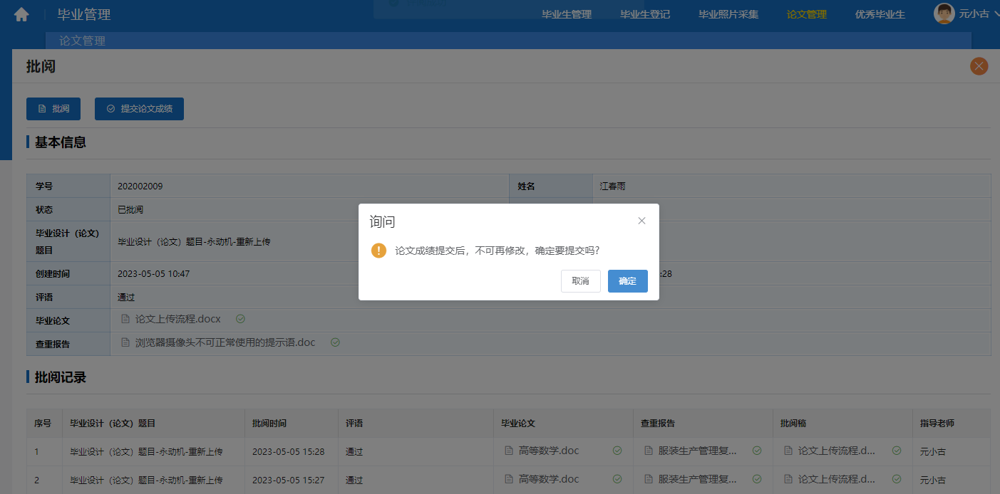 毕业管理
毕业生管理 毕业生登记 毕业照片采集 论文管理 优秀毕业生 元小古
论文管理
批阅
批阅 提交论文成绩
基本信息
学号 202002009 姓名 江春雨
状态 已批阅
毕业设计（论文）
题目
毕业设计（论文）题目-永动机-重新上传
创建时间 2023-05-05 10:47 :28
评语 通过
毕业论文 论文上传流程.docx
查重报告 浏览器摄像头不可正常使用的提示语.doc
询问
论文成绩提交后，不可再修改，确定要提交吗?
取消 确定
批阅记录
序号 毕业设计（论文）题目 批阅时间 评语 毕业论文 查重报告 批阅稿 指导老师
1 毕业设计（论文）题目-永动机-重新上传 2023-05-05 15:28 通过 高等数学.doc 服装生产管理复... 论文上传流程.d... 元小古
2 毕业设计（论文）题目-永动机-重新上传 2023-05-05 15:27 通过 高等数学.doc 服装生产管理复... 论文上传流程.d... 元小古